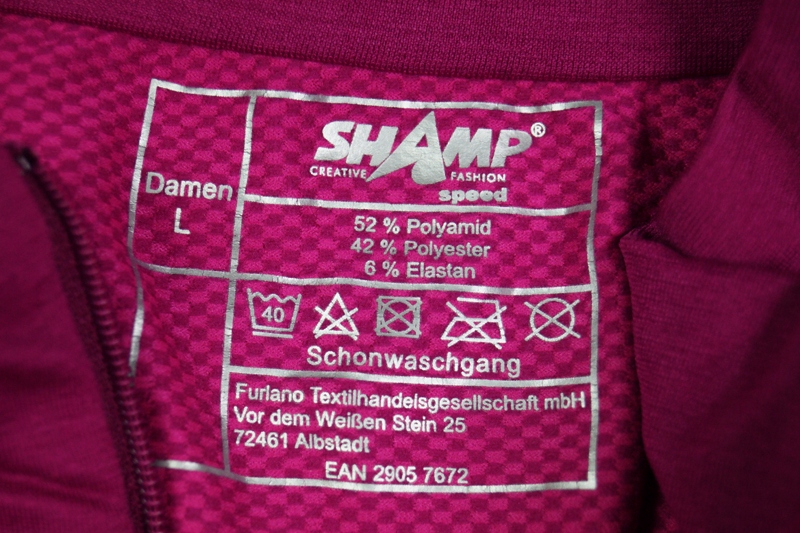 SHAMP®
CREATIVE FASHION
speed
Damen
L
52 % Polyamid
42 % Polyester
6 % Elastan
40
Schonwaschgang
Furlano Textilhandelsgesellschaft mbH
Vor dem Weißen Stein 25
72461 Albstadt
EAN 2905 7672